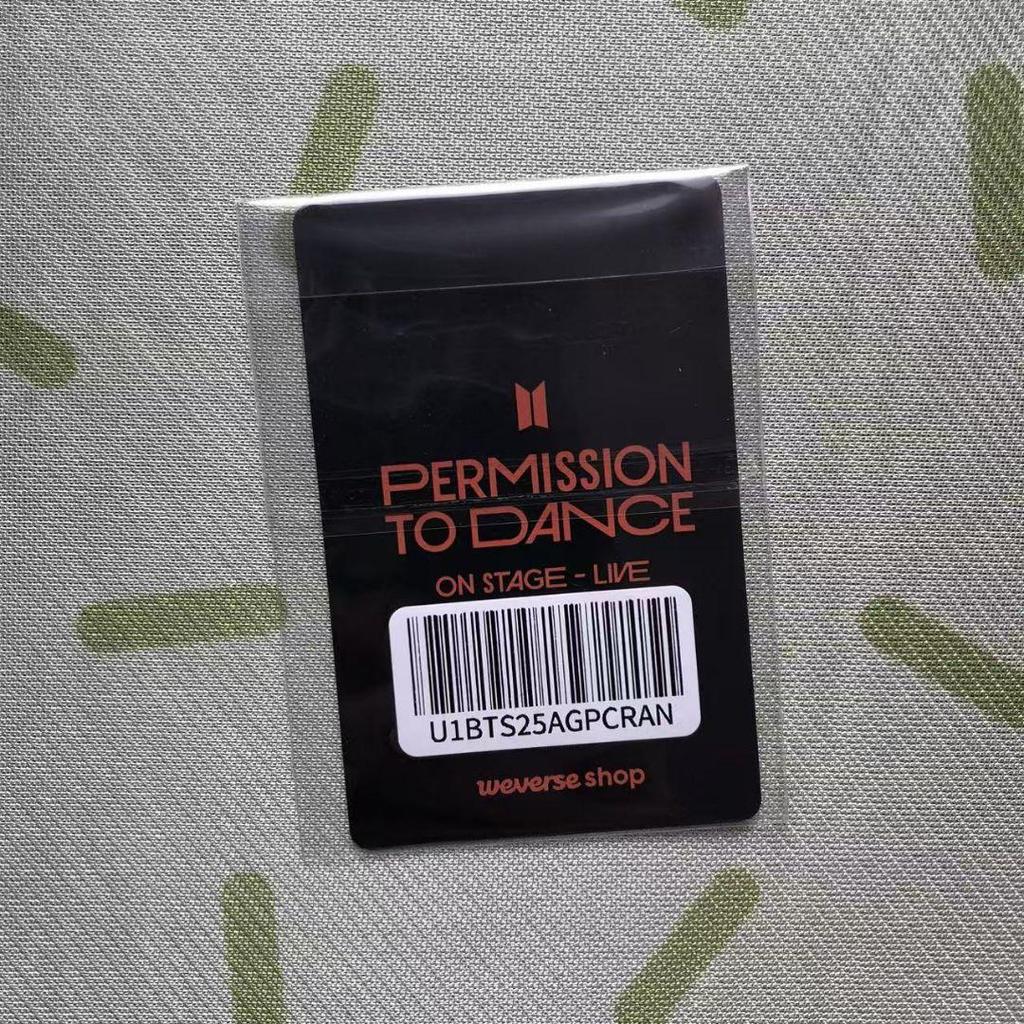 PERMISSION
TO DANCE
ON STAGE - LIVE
U1BTS25AGPCRAN
weverse shop